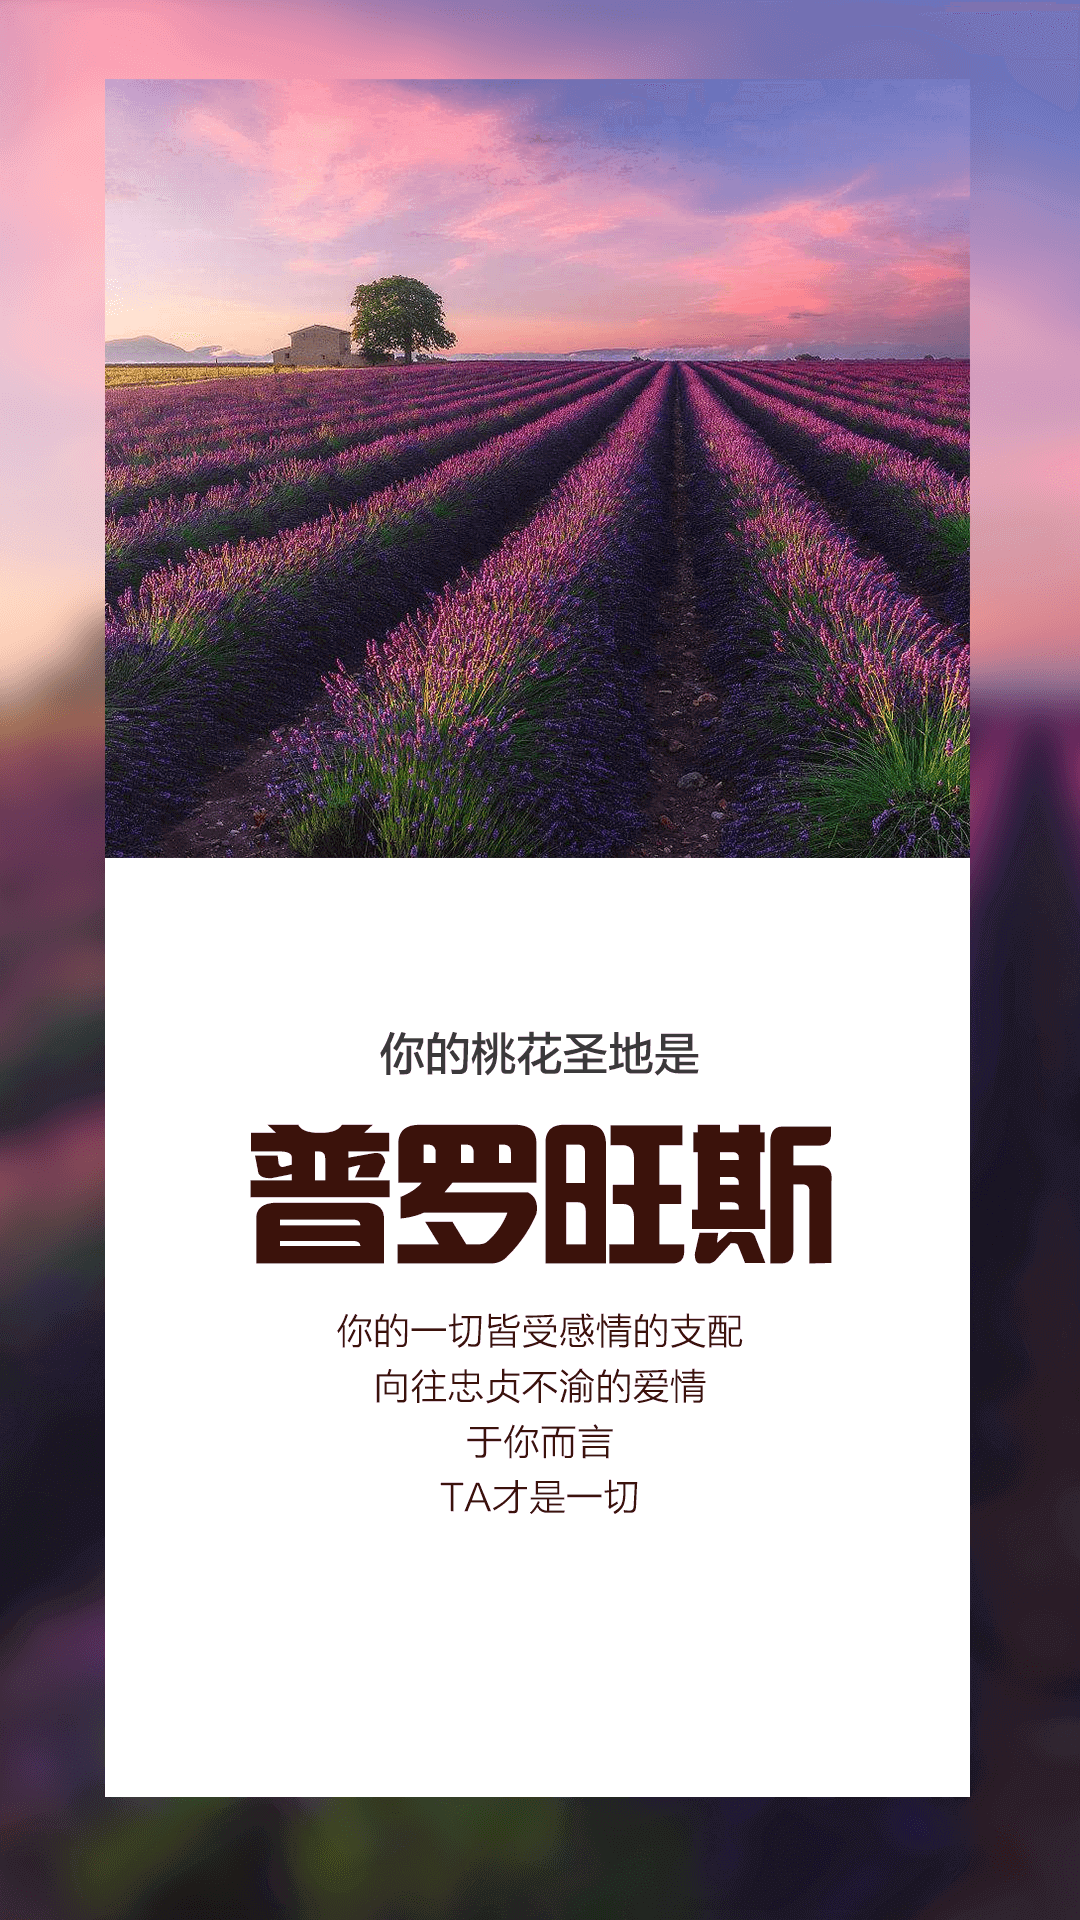 你的桃花圣地是
普罗旺斯
你的一切皆受感情的支配
向往忠贞不渝的爱情
于你而言
TA才是一切